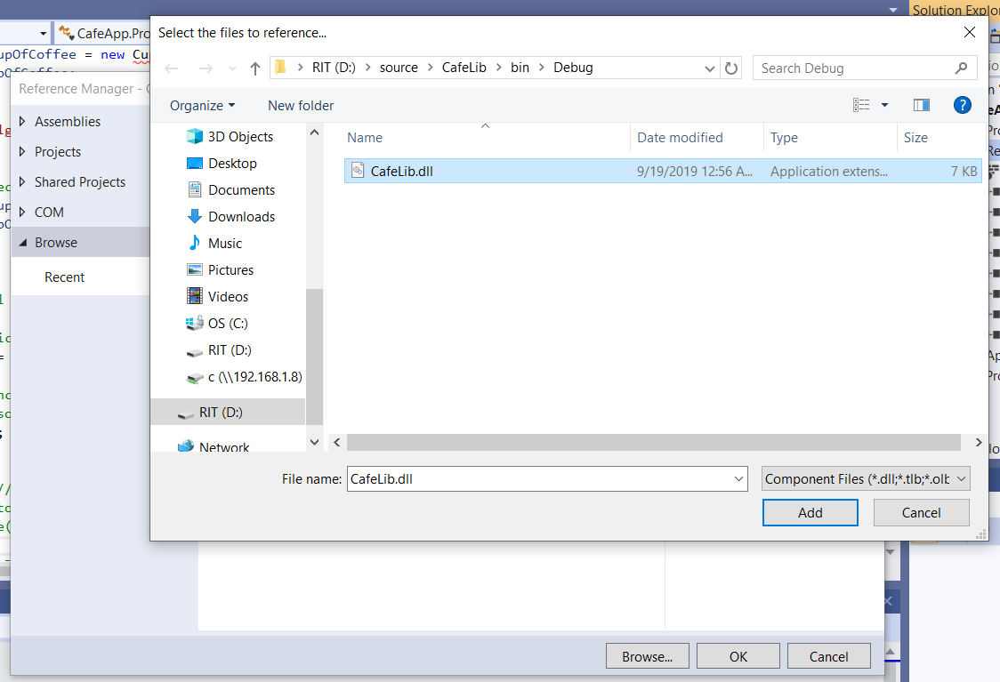 Solution Explo
CafeApp.Pro
Select the files to reference...
upOfCoffee = new Cu
RIT (D:) source CafeLib bin Debug
Search Debug
Reference Manager - C
Organize
New folder
?
Assemblies
Projects
Shared Projects
COM
Browse
Recent
3D Objects
Desktop
Documents
Downloads
Music
Pictures
Videos
OS (C:)
RIT (D:)
c (\\192.168.1.8)
RIT (D:)
Network
Name Date modified Type Size
CafeLib.dll 9/19/2019 12:56 A... Application extens... 7 KB
File name: CafeLib.dll Component Files (*.dll;*.tlb;*.olb
Add Cancel
Browse... OK Cancel